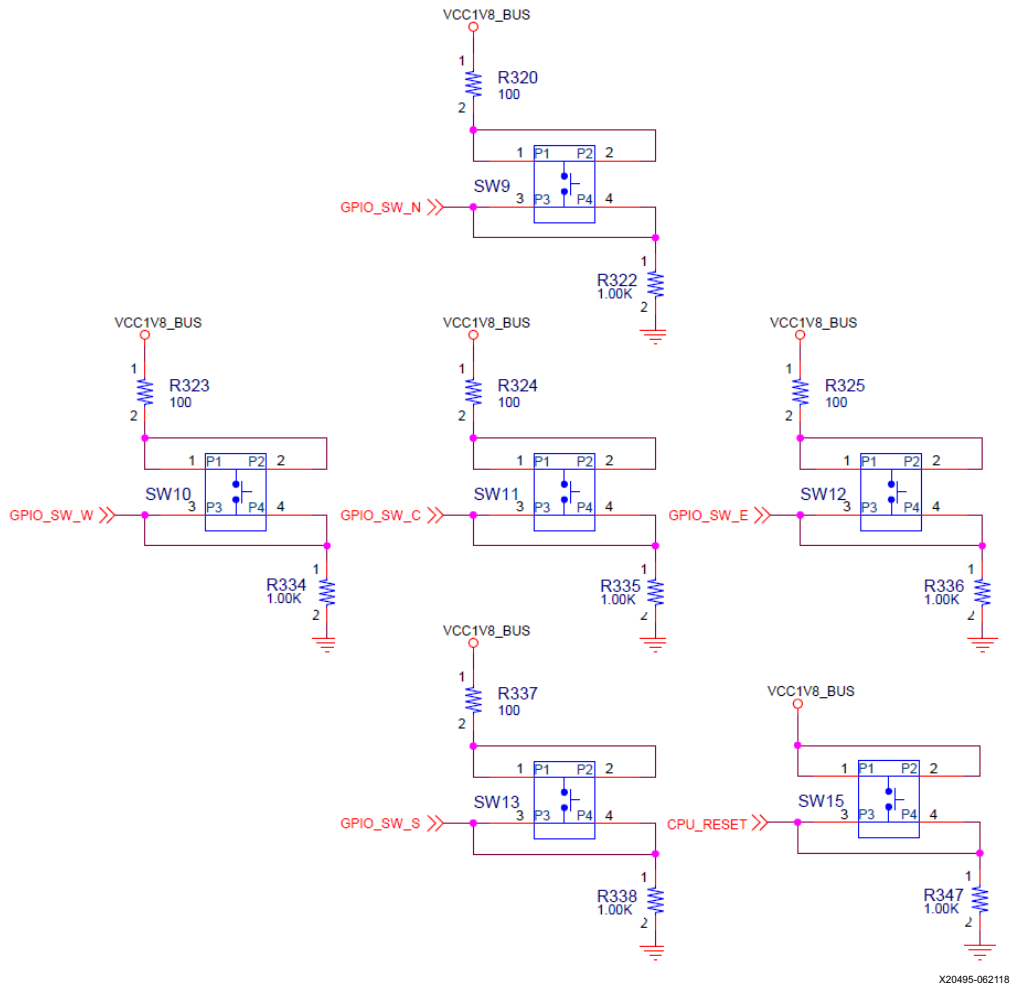 VCC1V8_BUS
1
R320
100
2
1 P1 P2 2
SW9
3 P3 P4 4
GPIO_SW_N
1
R322
1.00K
2
VCC1V8_BUS
1
R323
100
2
1 P1 P2 2
SW10
3 P3 P4 4
GPIO_SW_W
1
R334
1.00K
2
VCC1V8_BUS
1
R324
100
2
1 P1 P2 2
SW11
3 P3 P4 4
GPIO_SW_C
1
R335
1.00K
2
VCC1V8_BUS
1
R325
100
2
1 P1 P2 2
SW12
3 P3 P4 4
GPIO_SW_E
1
R336
1.00K
2
VCC1V8_BUS
1
R337
100
2
1 P1 P2 2
SW13
3 P3 P4 4
GPIO_SW_S
1
R338
1.00K
2
VCC1V8_BUS
1 P1 P2 2
SW15
3 P3 P4 4
CPU_RESET
1
R347
1.00K
2
X20495-062118